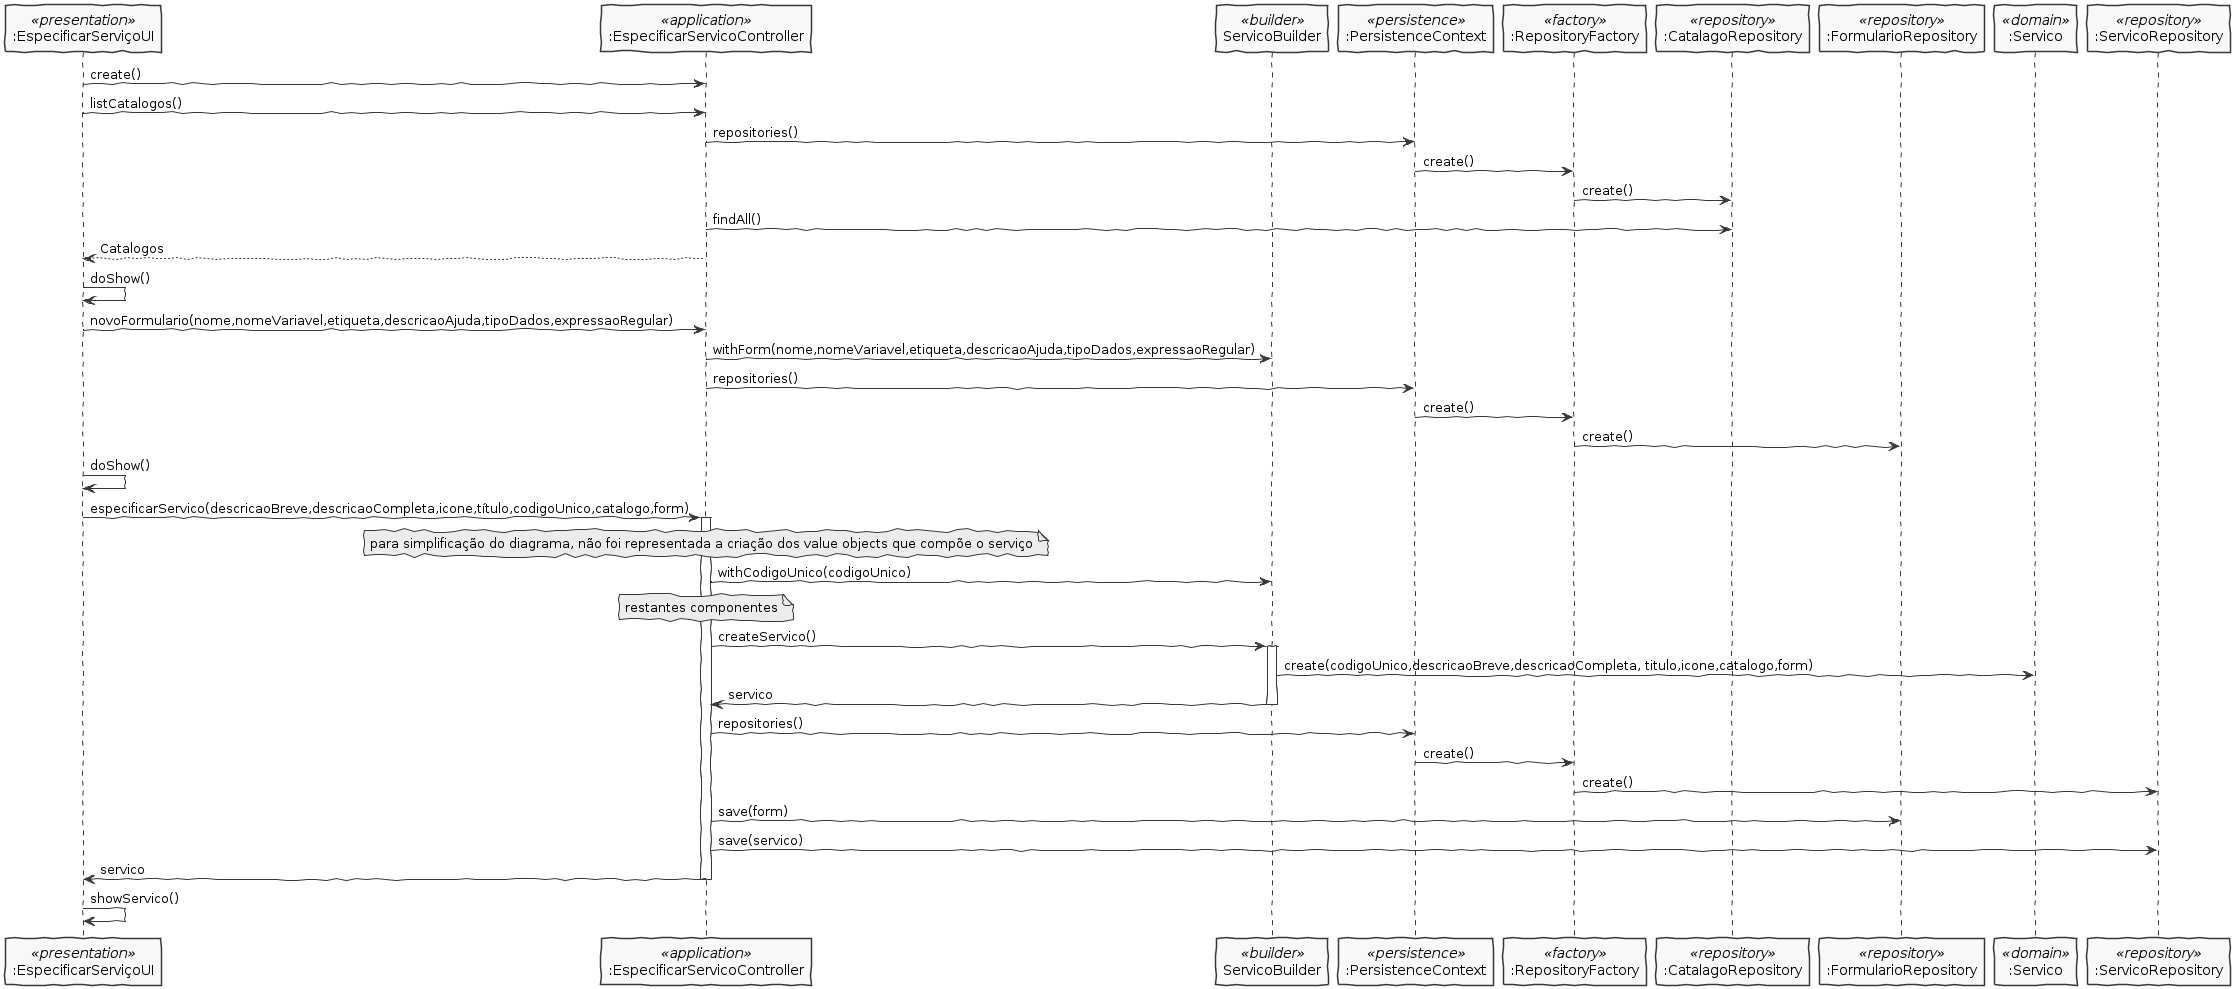 «presentation»
:EspecificarServiçoUI
«application»
:EspecificarServicoController
«builder»
ServicoBuilder
«persistence»
:PersistenceContext
«factory»
:RepositoryFactory
«repository»
:CatalagoRepository
«repository»
:FormularioRepository
«domain»
:Servico
«repository»
:ServicoRepository
create()
listCatalogos()
repositories()
create()
create()
findAll()
Catalogos
doShow()
novoFormulario(nome,nomeVariavel,etiqueta,descricaoAjuda,tipoDados,expressaoRegular)
withForm(nome,nomeVariavel,etiqueta,descricaoAjuda,tipoDados,expressaoRegular)
repositories()
create()
create()
doShow()
especificarServico(descricaoBreve,descricaoCompleta,icone,título,codigoUnico,catalogo,form)
para simplificação do diagrama, não foi representada a criação dos value objects que compõe o serviço
withCodigoUnico(codigoUnico)
restantes componentes
createServico()
create(codigoUnico,descricaoBreve,descricaoCompleta, titulo,icone,catalogo,form)
servico
repositories()
create()
create()
save(form)
save(servico)
servico
showServico()
«presentation»
:EspecificarServiçoUI
«application»
:EspecificarServicoController
«builder»
ServicoBuilder
«persistence»
:PersistenceContext
«factory»
:RepositoryFactory
«repository»
:CatalagoRepository
«repository»
:FormularioRepository
«domain»
:Servico
«repository»
:ServicoRepository